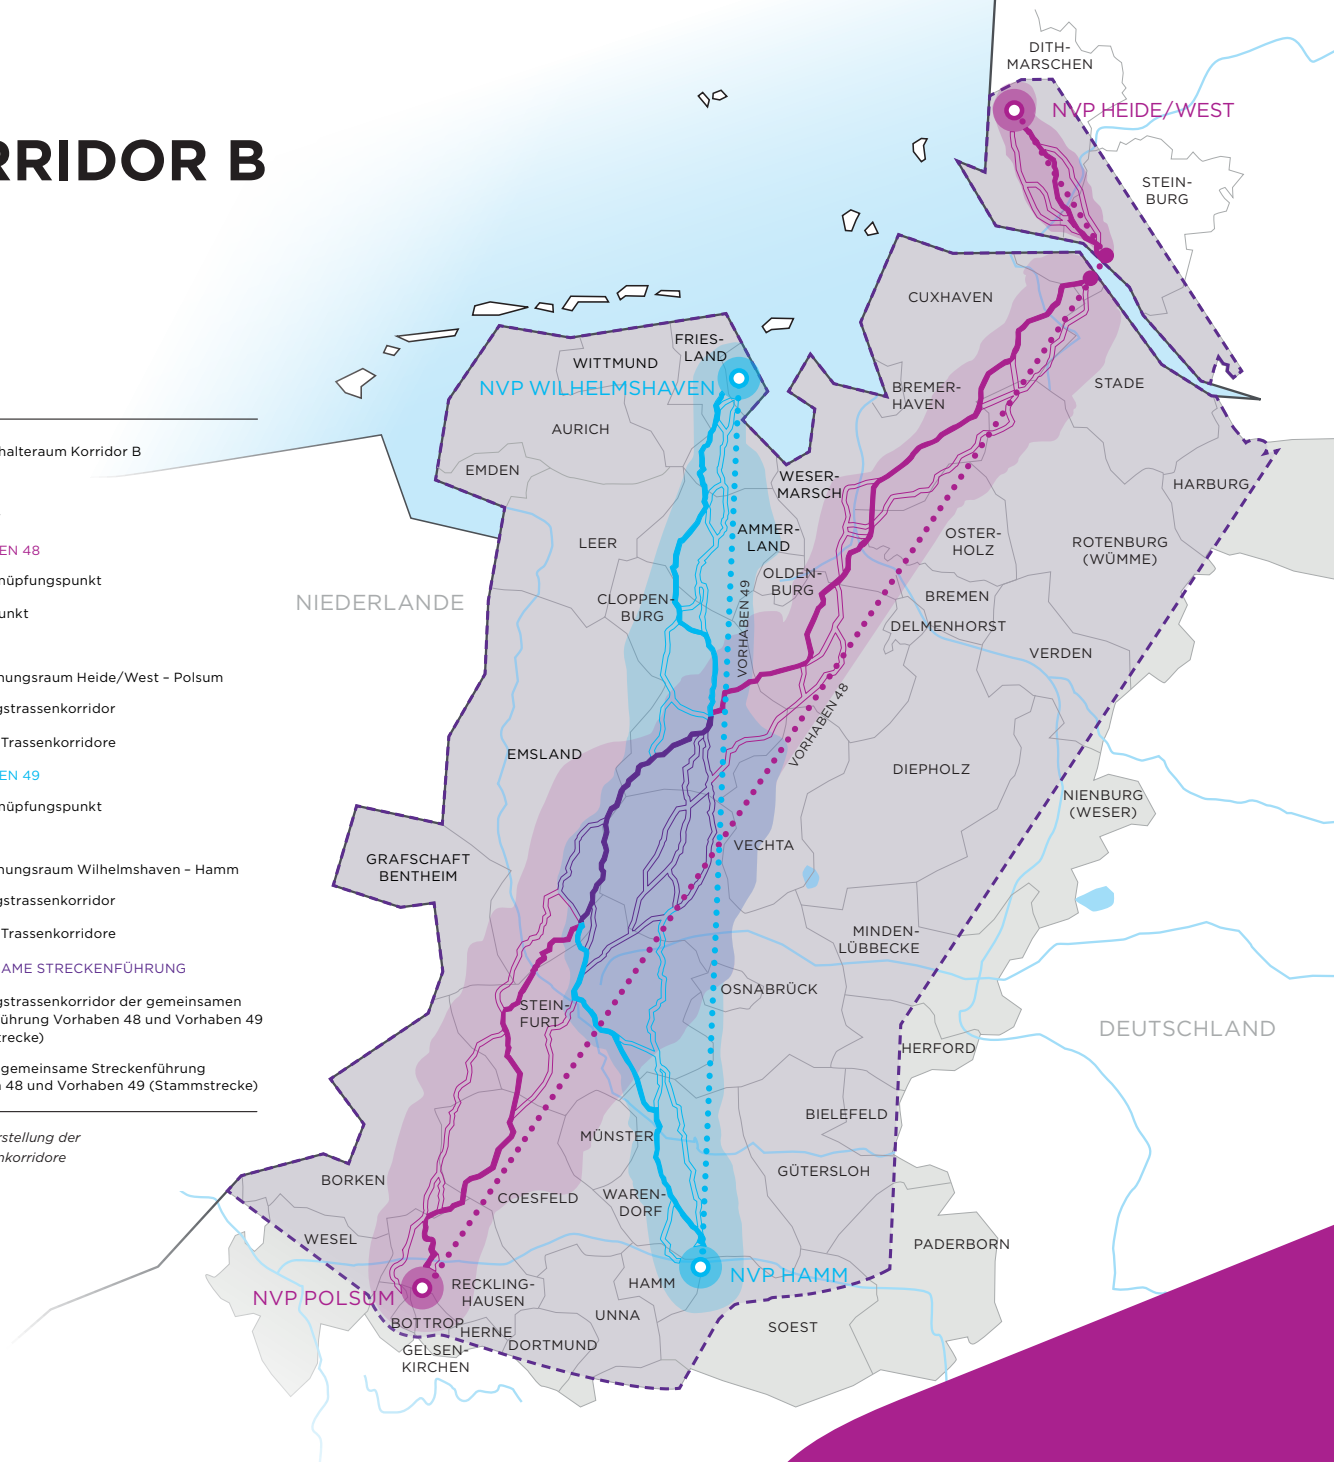 RRIDOR B
halteraum Korridor B
EN 48
nüpfungspunkt
unkt
nungsraum Heide/West – Polsum
gstrassenkorridor
Trassenkorridore
EN 49
nüpfungspunkt
nungsraum Wilhelmshaven – Hamm
gstrassenkorridor
Trassenkorridore
AME STRECKENFÜHRUNG
gstrassenkorridor der gemeinsamen
führung Vorhaben 48 und Vorhaben 49
trecke)
gemeinsame Streckenführung
n 48 und Vorhaben 49 (Stammstrecke)
rstellung der
nkorridore
DITH-
MARSCHEN
NVP HEIDE/WEST
STEIN-
BURG
CUXHAVEN
FRIES-
LAND
WITTMUND
NVP WILHELMSHAVEN
BREMER-
HAVEN
STADE
AURICH
EMDEN
WESER-
MARSCH
HARBURG
LEER
AMMER-
LAND
OSTER-
HOLZ
ROTENBURG
(WÜMME)
OLDEN-
BURG
NIEDERLANDE
CLOPPEN-
BURG
BREMEN
DELMENHORST
VERDEN
VORHABEN 49
VORHABEN 48
EMSLAND
DIEPHOLZ
NIENBURG
(WESER)
VECHTA
GRAFSCHAFT
BENTHEIM
MINDEN-
LÜBBECKE
OSNABRÜCK
STEIN-
FURT
DEUTSCHLAND
HERFORD
BIELEFELD
MÜNSTER
GÜTERSLOH
BORKEN
COESFELD
WAREN-
DORF
WESEL
PADERBORN
NVP HAMM
HAMM
RECKLING-
HAUSEN
NVP POLSUM
UNNA
SOEST
BOTTROP
HERNE
DORTMUND
GELSEN-
KIRCHEN